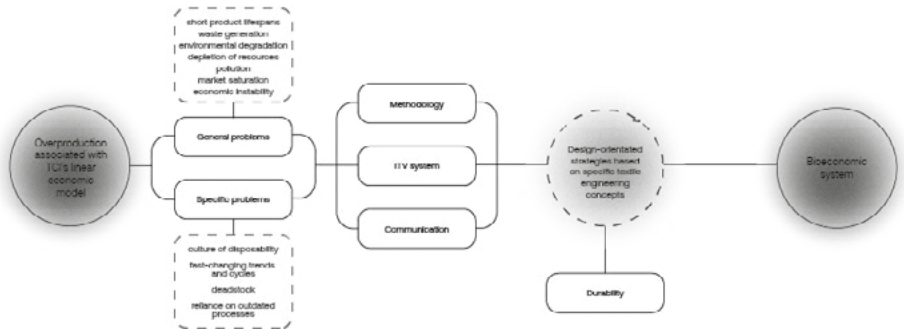 short product lifespans
waste generation
environmental degradation
depletion of resources
pollution
market saturation
economic instability
General problems
Overproduction
associated with
TCI's linear
economic
model
Specific problems
culture of disposability
fast-changing trends
and cycles
deadstock
reliance on outdated
processes
Methodology
ITV system
Communication
Design-orientated
strategies based
on specific textile
engineering
concepts
Durability
Bioeconomic
system